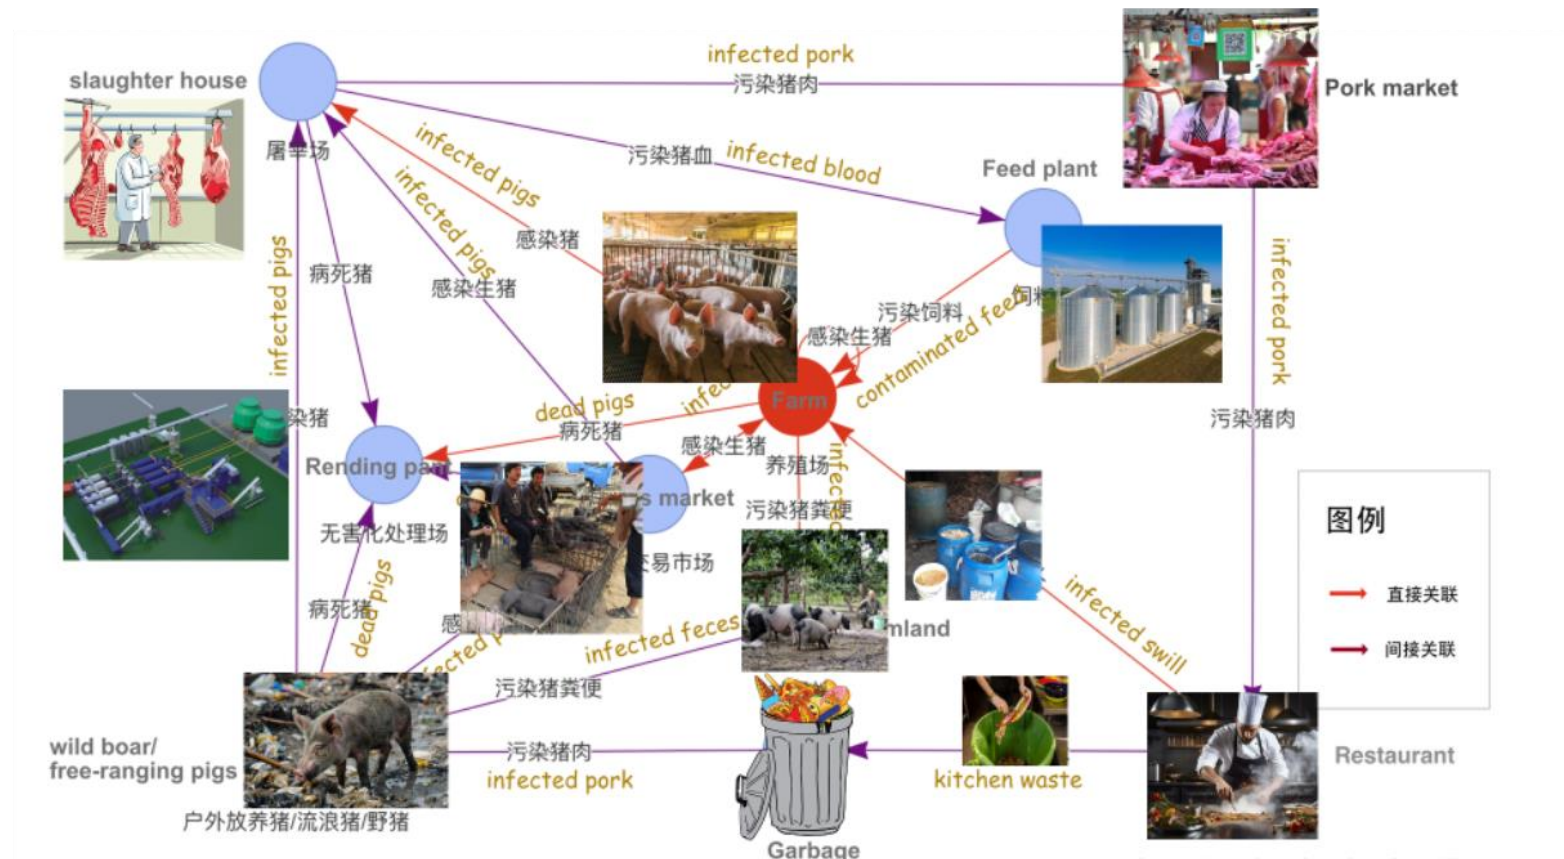 infected pork
污染猪肉
slaughter house
Pork market
屠宰场
infected pigs
污染猪血
infected blood
Feed plant
infected pigs
感染猪
病死猪
感染生猪
infected pigs
infected pork
污染饲料
感染生猪
contaminated feed
dead pigs
病死猪
Farm
染猪
污染猪肉
感染生猪
养殖场
infected
Rending pant
s market
污染猪粪便
无害化处理场
交易市场
图例
直接关联
间接关联
病死猪
dead pigs
感
infected feces
mland
infected swill
污染猪粪便
wild boar/
free-ranging pigs
污染猪肉
infected pork
kitchen waste
Restaurant
户外放养猪/流浪猪/野猪
Garbage